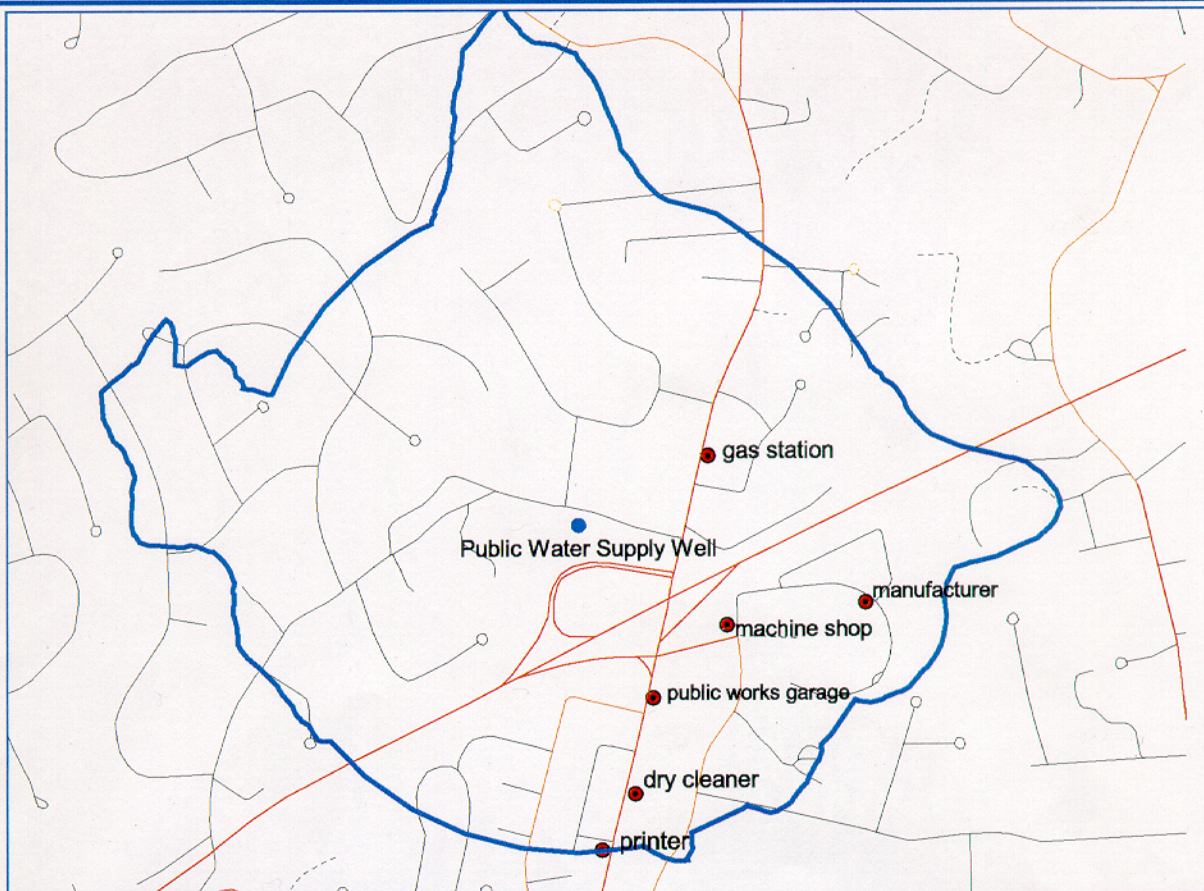 gas station
Public Water Supply Well
manufacturer
machine shop
public works garage
dry cleaner
printer